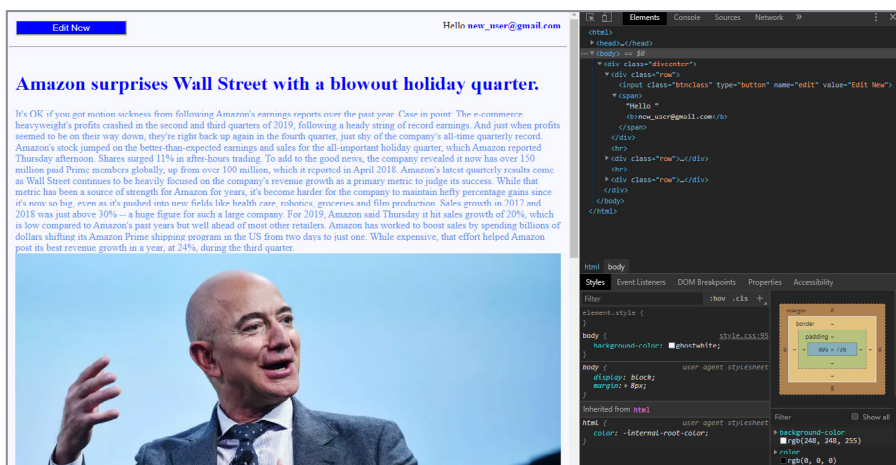 Edit New
Hello new_user@gmail.com
Amazon surprises Wall Street with a blowout holiday quarter.
It's OK if you got motion sickness from following Amazon's earnings reports over the past year. Case in point: The e-commerce
heavyweight's profits crashed in the second and third quarters of 2019, following a heady string of record earnings. And just when profits
seemed to be on their way down, they're right back up again in the fourth quarter, just shy of the company's all-time quarterly record.
Amazon's stock jumped on the better-than-expected earnings and sales for the all-important holiday quarter, which Amazon reported
Thursday afternoon. Shares surged 11% in after-hours trading. To add to the good news, the company revealed it now has over 150
million paid Prime members globally, up from over 100 million, which it reported in April 2018. Amazon's latest quarterly results come
as Wall Street continues to be heavily focused on the company's revenue growth as a primary metric to judge its success. While that
metric has been a source of strength for Amazon for years, it's become harder for the company to maintain hefty percentage gains since
it's now so big, even as it's pushed into new fields like health care, robotics, groceries and film production. Sales growth in 2017 and
2018 was just above 30% -- a huge figure for such a large company. For 2019, Amazon said Thursday it hit sales growth of 20%, which
is low compared to Amazon's past years but well ahead of most other retailers. Amazon has worked to boost sales by spending billions of
dollars shifting its Amazon Prime shipping program in the US from two days to just one. While expensive, that effort helped Amazon
post its best revenue growth in a year, at 24%, during the third quarter.
Elements Console Sources Network »
<html>
<head>…</head>
<body> == $0
<div class="divcenter">
<div class="row">
<input class="btnclass" type="button" name="edit" value="Edit New">
<span>
"Hello "
<b>new_user@gmail.com</b>
</span>
</div>
<hr>
<div class="row">…</div>
<hr>
<div class="row">…</div>
</div>
</body>
</html>
html body
Styles Event Listeners DOM Breakpoints Properties Accessibility
Filter :hov .cls +
element.style {
}
body { style.css:95
background-color: ghostwhite;
}
body { user agent stylesheet
display: block;
margin: 8px;
}
Inherited from html
html { user agent stylesheet
color: -internal-root-color;
}
margin 8
border -
padding -
8 - - - - 8
-
-
8
Filter Show all
background-color
rgb(248, 248, 255)
color
rgb(0, 0, 0)